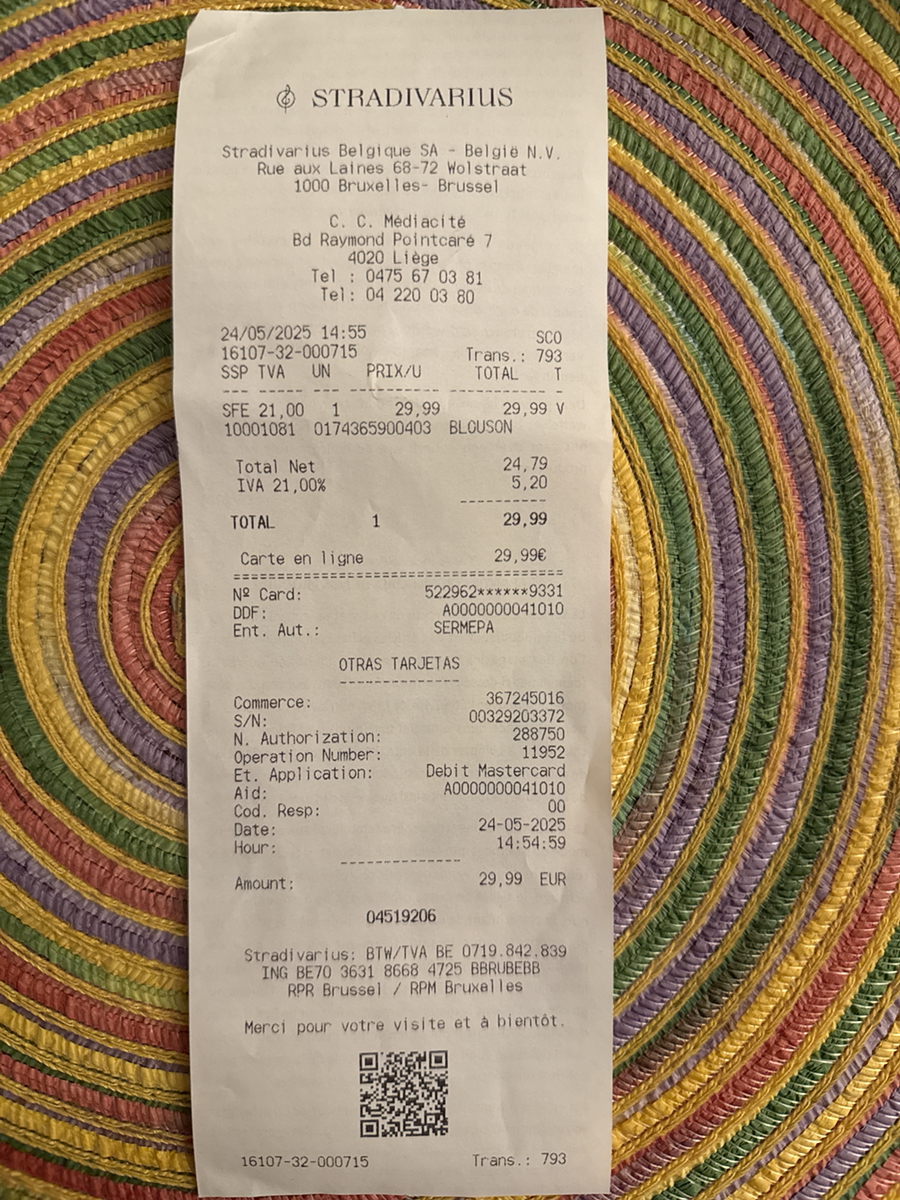 STRADIVARIUS
Stradivarius Belgique SA - België N.V.
Rue aux Laines 68-72 Wolstraat
1000 Bruxelles- Brussel
C. C. Médiacité
Bd Raymond Pointcaré 7
4020 Liège
Tel : 0475 67 03 81
Tel: 04 220 03 80
24/05/2025 14:55 SCO
16107-32-000715 Trans.: 793
SSP TVA UN PRIX/U TOTAL T
SFE 21,00 1 29,99 29,99 V
10001081 0174365900403 BLOUSON
Total Net 24,79
IVA 21,00% 5,20
TOTAL 1 29,99
Carte en ligne 29,99€
Nº Card: 522962******9331
DDF: A0000000041010
Ent. Aut.: SERMEPA
OTRAS TARJETAS
Commerce: 367245016
S/N: 00329203372
N. Authorization: 288750
Operation Number: 11952
Et. Application: Debit Mastercard
Aid: A0000000041010
Cod. Resp: 00
Date: 24-05-2025
Hour: 14:54:59
Amount: 29,99 EUR
04519206
Stradivarius: BTW/TVA BE 0719.842.839
ING BE70 3631 8668 4725 BBRUBEBB
RPR Brussel / RPM Bruxelles
Merci pour votre visite et à bientôt.
16107-32-000715 Trans.: 793